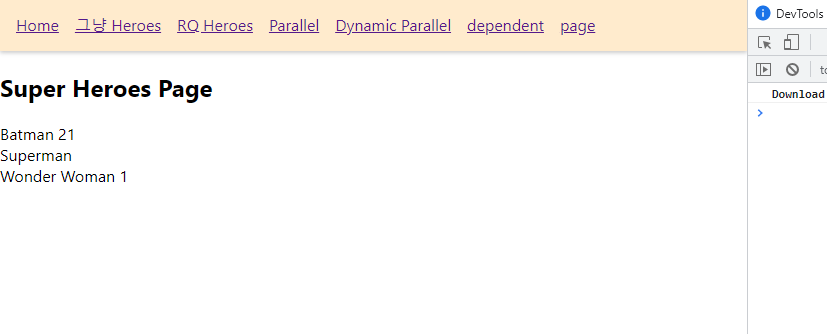 Home 그냥 Heroes RQ Heroes Parallel Dynamic Parallel dependent page
DevTools
Super Heroes Page
Download
Batman 21
Superman
Wonder Woman 1